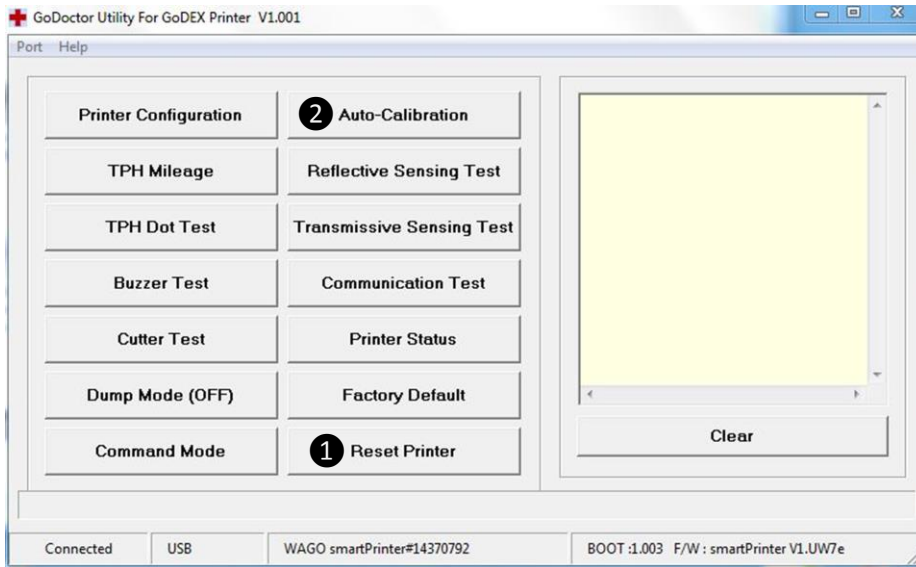 GoDoctor Utility For GoDEX Printer V1.001
Port Help
Printer Configuration
❷ Auto-Calibration
TPH Mileage
Reflective Sensing Test
TPH Dot Test
Transmissive Sensing Test
Buzzer Test
Communication Test
Cutter Test
Printer Status
Dump Mode (OFF)
Factory Default
Command Mode
❶ Reset Printer
Clear
Connected USB WAGO smartPrinter#14370792 BOOT :1.003 F/W : smartPrinter V1.UW7e